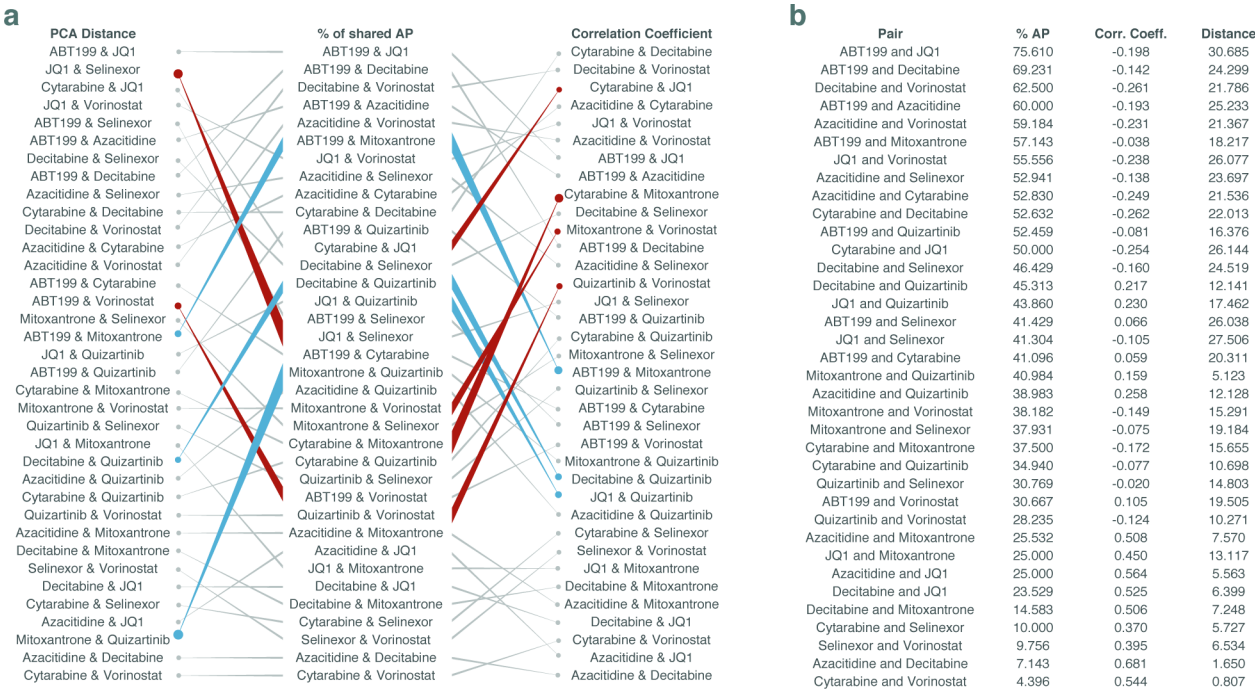 a
PCA Distance % of shared AP Correlation Coefficient
ABT199 & JQ1 ABT199 & JQ1 Cytarabine & Decitabine
JQ1 & Selinexor ABT199 & Decitabine Decitabine & Vorinostat
Cytarabine & JQ1 Decitabine & Vorinostat Cytarabine & JQ1
JQ1 & Vorinostat ABT199 & Azacitidine Azacitidine & Cytarabine
ABT199 & Selinexor Azacitidine & Vorinostat JQ1 & Vorinostat
ABT199 & Azacitidine ABT199 & Mitoxantrone Azacitidine & Vorinostat
Decitabine & Selinexor JQ1 & Vorinostat ABT199 & JQ1
ABT199 & Decitabine Azacitidine & Selinexor ABT199 & Azacitidine
Azacitidine & Selinexor Azacitidine & Cytarabine Cytarabine & Mitoxantrone
Cytarabine & Decitabine Cytarabine & Decitabine Decitabine & Selinexor
Decitabine & Vorinostat ABT199 & Quizartinib Mitoxantrone & Vorinostat
Azacitidine & Cytarabine Cytarabine & JQ1 ABT199 & Decitabine
Azacitidine & Vorinostat Decitabine & Selinexor Azacitidine & Selinexor
ABT199 & Cytarabine Decitabine & Quizartinib Quizartinib & Vorinostat
ABT199 & Vorinostat JQ1 & Quizartinib JQ1 & Selinexor
Mitoxantrone & Selinexor ABT199 & Selinexor ABT199 & Quizartinib
ABT199 & Mitoxantrone JQ1 & Selinexor Cytarabine & Quizartinib
JQ1 & Quizartinib ABT199 & Cytarabine Mitoxantrone & Selinexor
ABT199 & Quizartinib Mitoxantrone & Quizartinib ABT199 & Mitoxantrone
Cytarabine & Mitoxantrone Azacitidine & Quizartinib Quizartinib & Selinexor
Mitoxantrone & Vorinostat Mitoxantrone & Vorinostat ABT199 & Cytarabine
Quizartinib & Selinexor Mitoxantrone & Selinexor ABT199 & Selinexor
JQ1 & Mitoxantrone Cytarabine & Mitoxantrone ABT199 & Vorinostat
Decitabine & Quizartinib Cytarabine & Quizartinib Mitoxantrone & Quizartinib
Azacitidine & Quizartinib Quizartinib & Selinexor Decitabine & Quizartinib
Cytarabine & Quizartinib ABT199 & Vorinostat JQ1 & Quizartinib
Quizartinib & Vorinostat Quizartinib & Vorinostat Azacitidine & Quizartinib
Azacitidine & Mitoxantrone Azacitidine & Mitoxantrone Cytarabine & Selinexor
Decitabine & Mitoxantrone Azacitidine & JQ1 Selinexor & Vorinostat
Selinexor & Vorinostat JQ1 & Mitoxantrone JQ1 & Mitoxantrone
Decitabine & JQ1 Decitabine & JQ1 Decitabine & Mitoxantrone
Cytarabine & Selinexor Decitabine & Mitoxantrone Azacitidine & Mitoxantrone
Azacitidine & JQ1 Cytarabine & Selinexor Decitabine & JQ1
Mitoxantrone & Quizartinib Selinexor & Vorinostat Cytarabine & Vorinostat
Azacitidine & Decitabine Azacitidine & Decitabine Azacitidine & JQ1
Cytarabine & Vorinostat Cytarabine & Vorinostat Azacitidine & Decitabine
b
Pair % AP Corr. Coeff. Distance
ABT199 and JQ1 75.610 -0.198 30.685
ABT199 and Decitabine 69.231 -0.142 24.299
Decitabine and Vorinostat 62.500 -0.261 21.786
ABT199 and Azacitidine 60.000 -0.193 25.233
Azacitidine and Vorinostat 59.184 -0.231 21.367
ABT199 and Mitoxantrone 57.143 -0.038 18.217
JQ1 and Vorinostat 55.556 -0.238 26.077
Azacitidine and Selinexor 52.941 -0.138 23.697
Azacitidine and Cytarabine 52.830 -0.249 21.536
Cytarabine and Decitabine 52.632 -0.262 22.013
ABT199 and Quizartinib 52.459 -0.081 16.376
Cytarabine and JQ1 50.000 -0.254 26.144
Decitabine and Selinexor 46.429 -0.160 24.519
Decitabine and Quizartinib 45.313 0.217 12.141
JQ1 and Quizartinib 43.860 0.230 17.462
ABT199 and Selinexor 41.429 0.066 26.038
JQ1 and Selinexor 41.304 -0.105 27.506
ABT199 and Cytarabine 41.096 0.059 20.311
Mitoxantrone and Quizartinib 40.984 0.159 5.123
Azacitidine and Quizartinib 38.983 0.258 12.128
Mitoxantrone and Vorinostat 38.182 -0.149 15.291
Mitoxantrone and Selinexor 37.931 -0.075 19.184
Cytarabine and Mitoxantrone 37.500 -0.172 15.655
Cytarabine and Quizartinib 34.940 -0.077 10.698
Quizartinib and Selinexor 30.769 -0.020 14.803
ABT199 and Vorinostat 30.667 0.105 19.505
Quizartinib and Vorinostat 28.235 -0.124 10.271
Azacitidine and Mitoxantrone 25.532 0.508 7.570
JQ1 and Mitoxantrone 25.000 0.450 13.117
Azacitidine and JQ1 25.000 0.564 5.563
Decitabine and JQ1 23.529 0.525 6.399
Decitabine and Mitoxantrone 14.583 0.506 7.248
Cytarabine and Selinexor 10.000 0.370 5.727
Selinexor and Vorinostat 9.756 0.395 6.534
Azacitidine and Decitabine 7.143 0.681 1.650
Cytarabine and Vorinostat 4.396 0.544 0.807